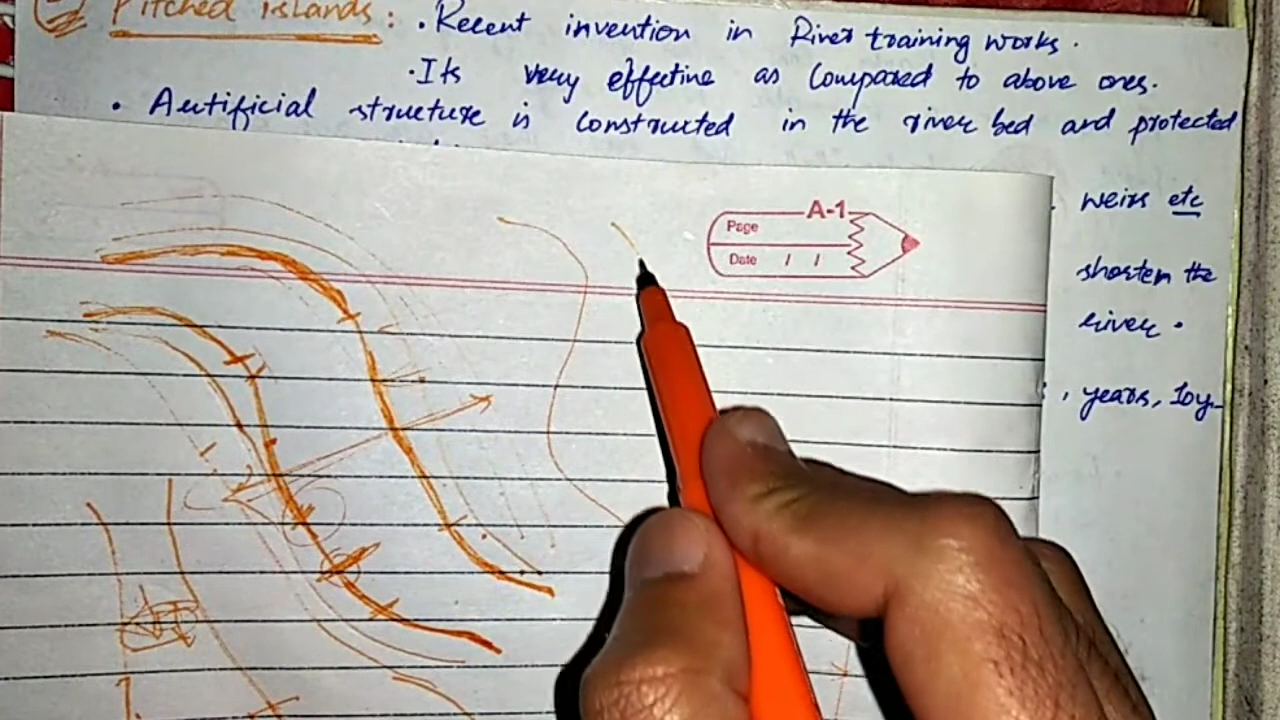 Pitched islands : • Recent invention in River training works.
• Its very effective as Compared to above ones.
• Artificial structure is constructed in the river bed and protected
weirs etc
shorten the
river.
, years, 10y
A-1
Page
Date / /